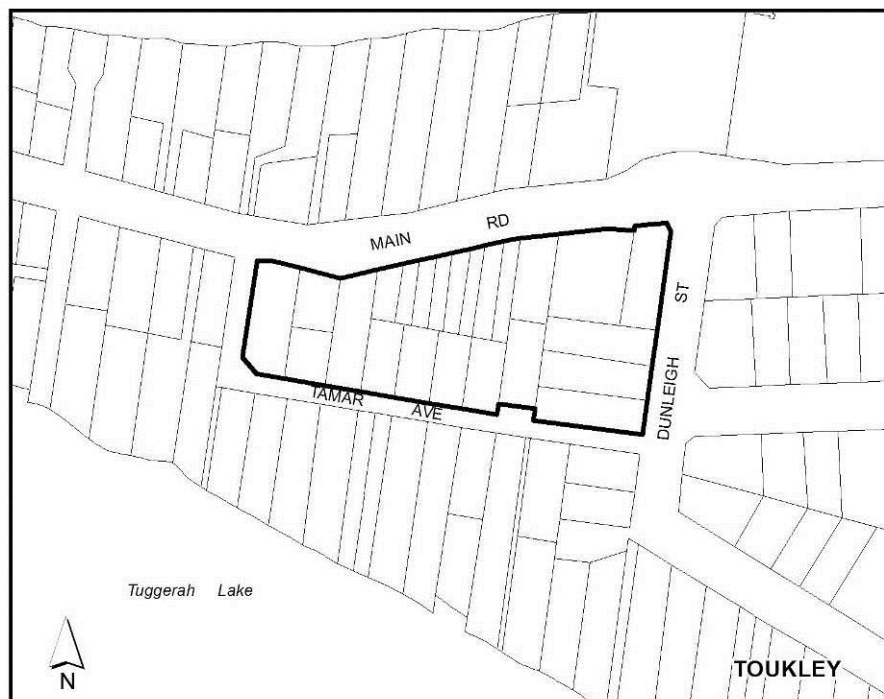 MAIN RD
ST
DUNLEIGH
TAMAR AVE
Tuggerah Lake
N
TOUKLEY